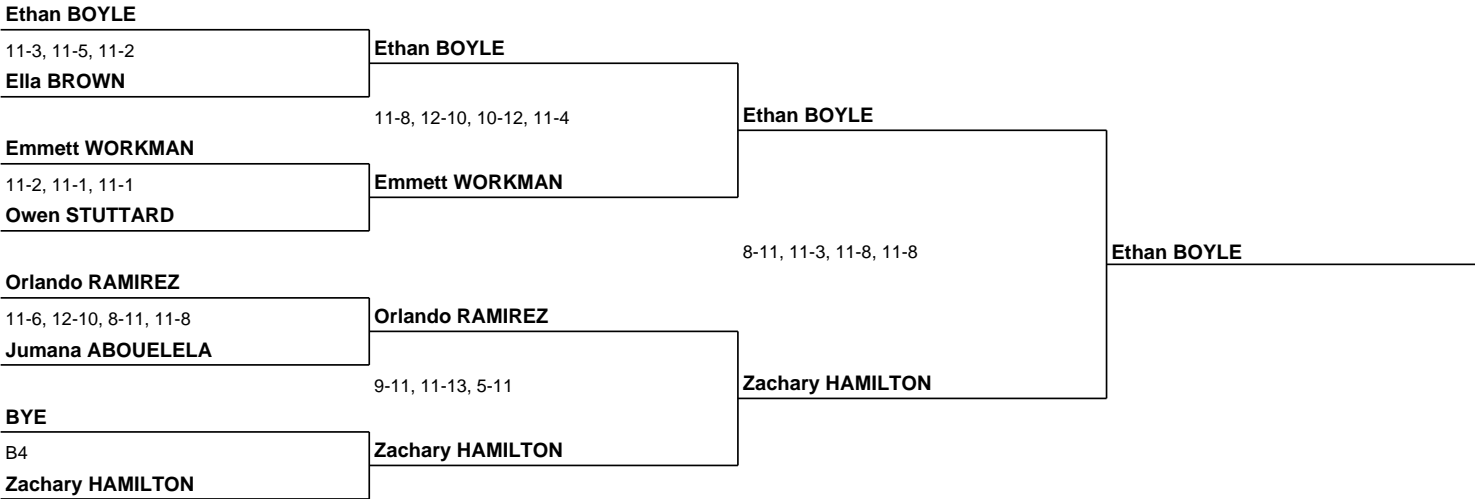 Ethan BOYLE
11-3, 11-5, 11-2
Ethan BOYLE
Ella BROWN
11-8, 12-10, 10-12, 11-4
Ethan BOYLE
Emmett WORKMAN
11-2, 11-1, 11-1
Emmett WORKMAN
Owen STUTTARD
8-11, 11-3, 11-8, 11-8
Ethan BOYLE
Orlando RAMIREZ
11-6, 12-10, 8-11, 11-8
Orlando RAMIREZ
Jumana ABOUELELA
9-11, 11-13, 5-11
Zachary HAMILTON
BYE
B4
Zachary HAMILTON
Zachary HAMILTON